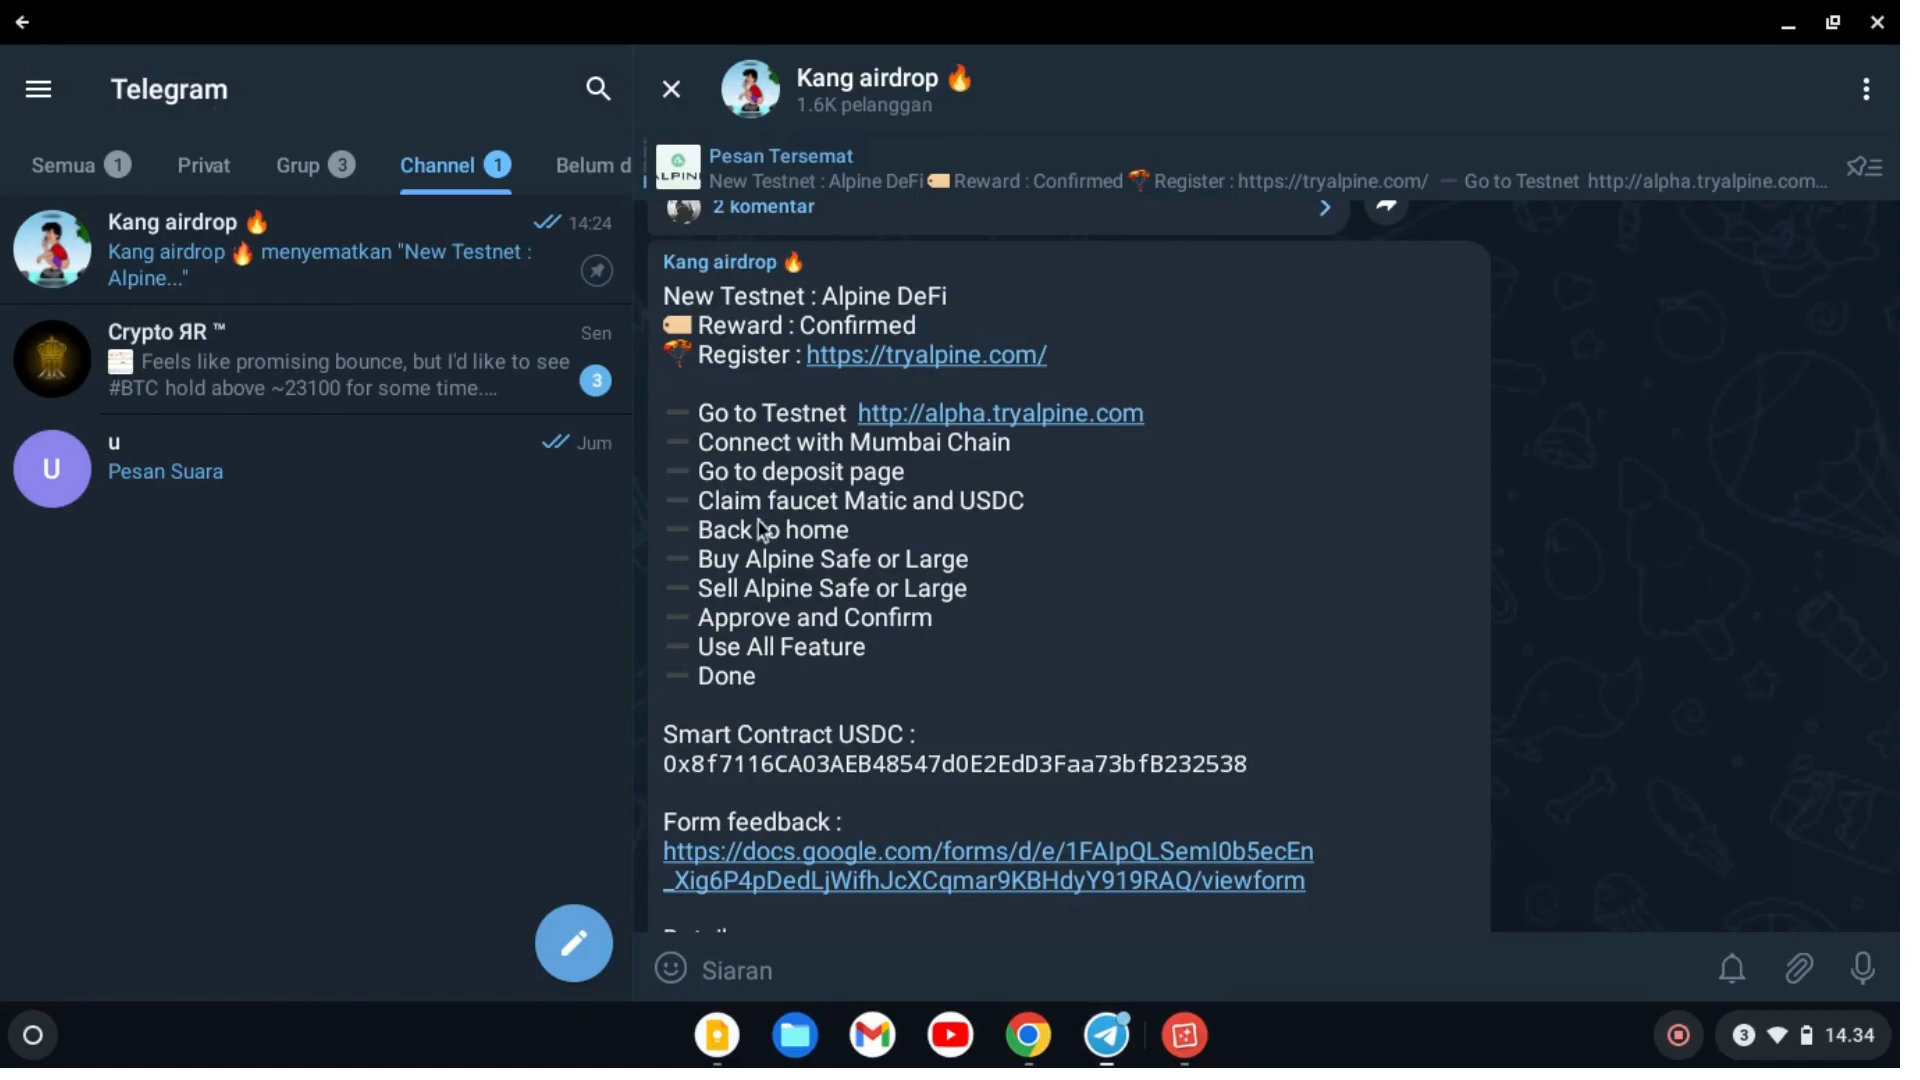 Telegram
Semua 1
Privat
Grup 3
Channel 1
Belum d
Kang airdrop 🔥 14:24
Kang airdrop 🔥 menyematkan "New Testnet :
Alpine..."
Crypto ЯR ™ Sen
Feels like promising bounce, but I'd like to see
#BTC hold above ~23100 for some time....
3
U
u Jum
Pesan Suara
Kang airdrop 🔥
1.6K pelanggan
Pesan Tersemat
New Testnet : Alpine DeFi 🏷 Reward : Confirmed 🪂 Register : https://tryalpine.com/ ➖ Go to Testnet http://alpha.tryalpine.com...
2 komentar
Kang airdrop 🔥
New Testnet : Alpine DeFi
🏷 Reward : Confirmed
🪂 Register : https://tryalpine.com/
➖ Go to Testnet http://alpha.tryalpine.com
➖ Connect with Mumbai Chain
➖ Go to deposit page
➖ Claim faucet Matic and USDC
➖ Back to home
➖ Buy Alpine Safe or Large
➖ Sell Alpine Safe or Large
➖ Approve and Confirm
➖ Use All Feature
➖ Done
Smart Contract USDC :
0x8f7116CA03AEB48547d0E2EdD3Faa73bfB232538
Form feedback :
https://docs.google.com/forms/d/e/1FAIpQLSemI0b5ecEn
_Xig6P4pDedLjWifhJcXCqmar9KBHdyY919RAQ/viewform
Siaran
3 14.34